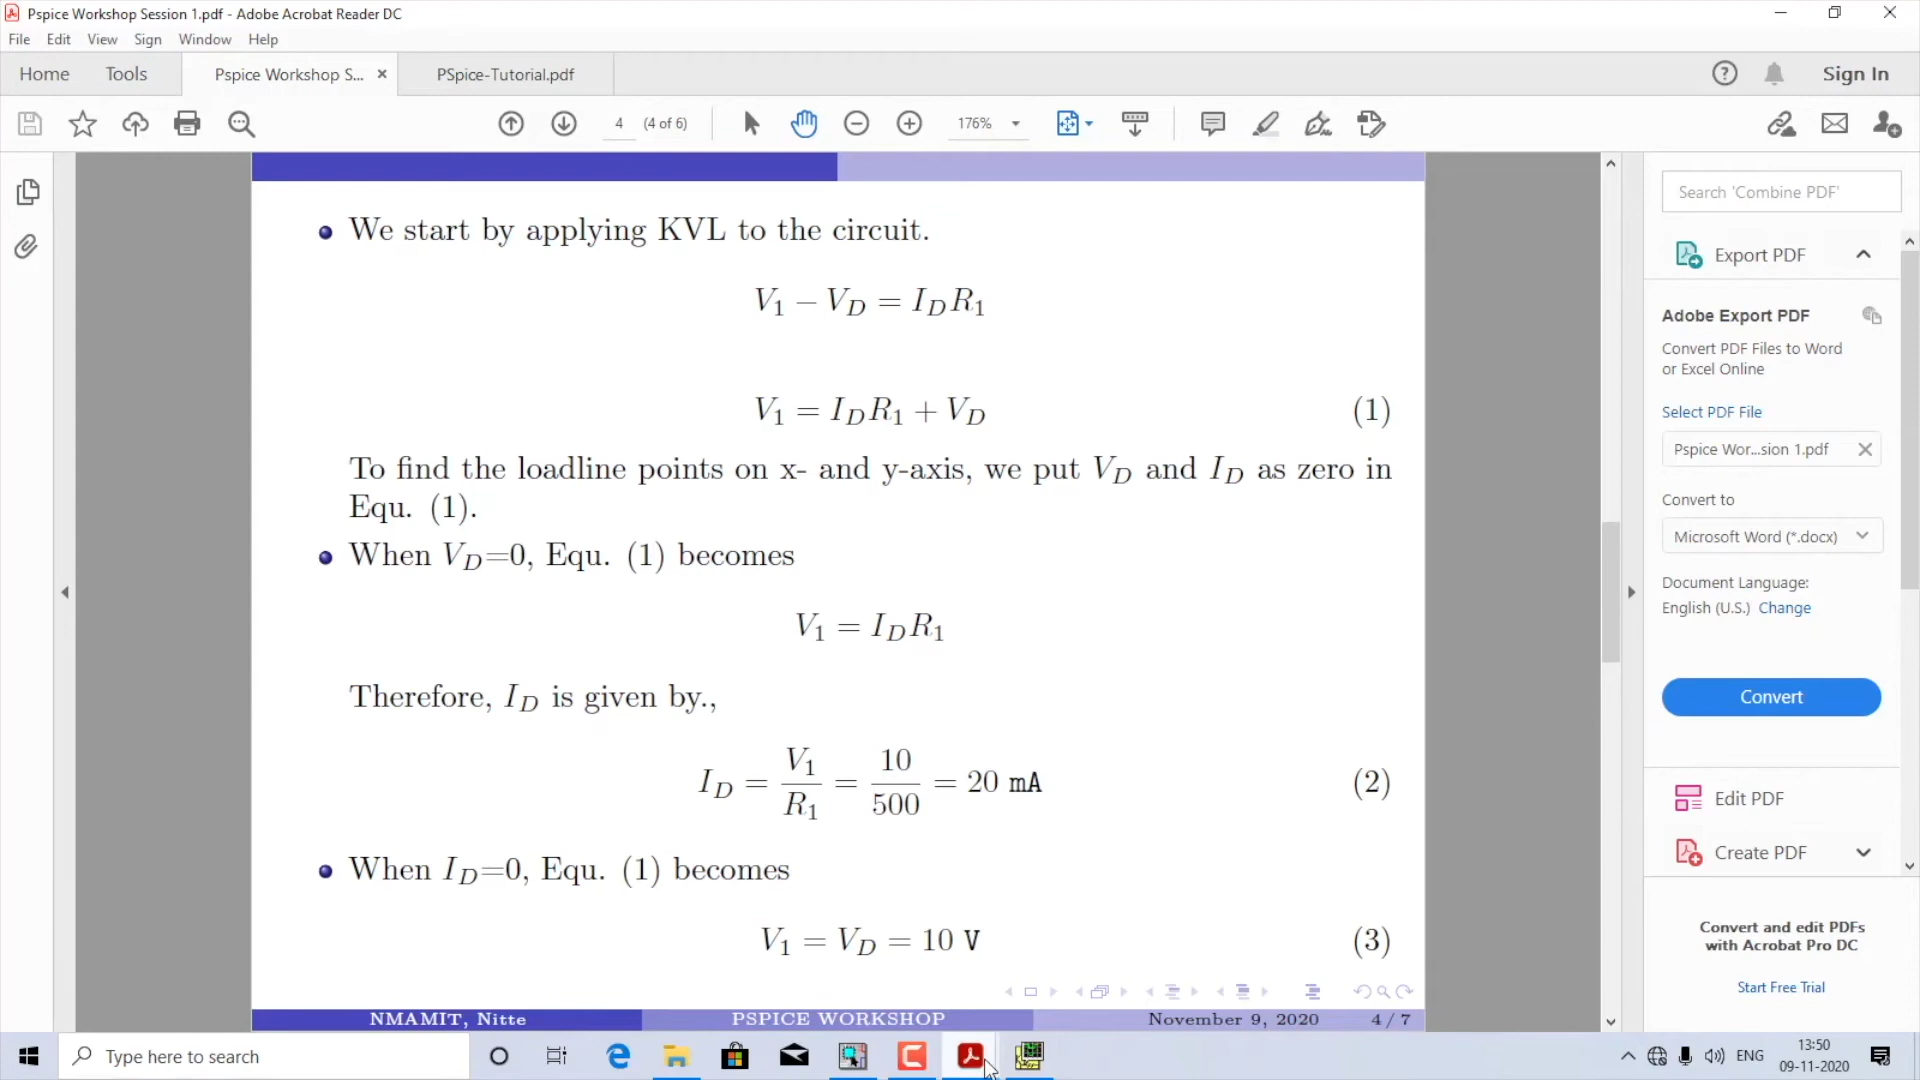 Pspice Workshop Session 1.pdf - Adobe Acrobat Reader DC
File Edit View Sign Window Help
Home Tools Pspice Workshop S... × PSpice-Tutorial.pdf Sign In
4 (4 of 6) 176%
Search 'Combine PDF'
Export PDF
Adobe Export PDF
Convert PDF Files to Word
or Excel Online
Select PDF File
Pspice Wor...sion 1.pdf
Convert to
Microsoft Word (*.docx)
Document Language:
English (U.S.) Change
Convert
Edit PDF
Create PDF
Convert and edit PDFs
with Acrobat Pro DC
Start Free Trial
We start by applying KVL to the circuit.
V₁ − V_D = I_D R₁
V₁ = I_D R₁ + V_D (1)
To find the loadline points on x- and y-axis, we put V_D and I_D as zero in
Equ. (1).
When V_D=0, Equ. (1) becomes
V₁ = I_D R₁
Therefore, I_D is given by.,
I_D = V₁/R₁ = 10/500 = 20 mA (2)
When I_D=0, Equ. (1) becomes
V₁ = V_D = 10 V (3)
NMAMIT, Nitte PSPICE WORKSHOP November 9, 2020 4 / 7
Type here to search
ENG
13:50
09-11-2020